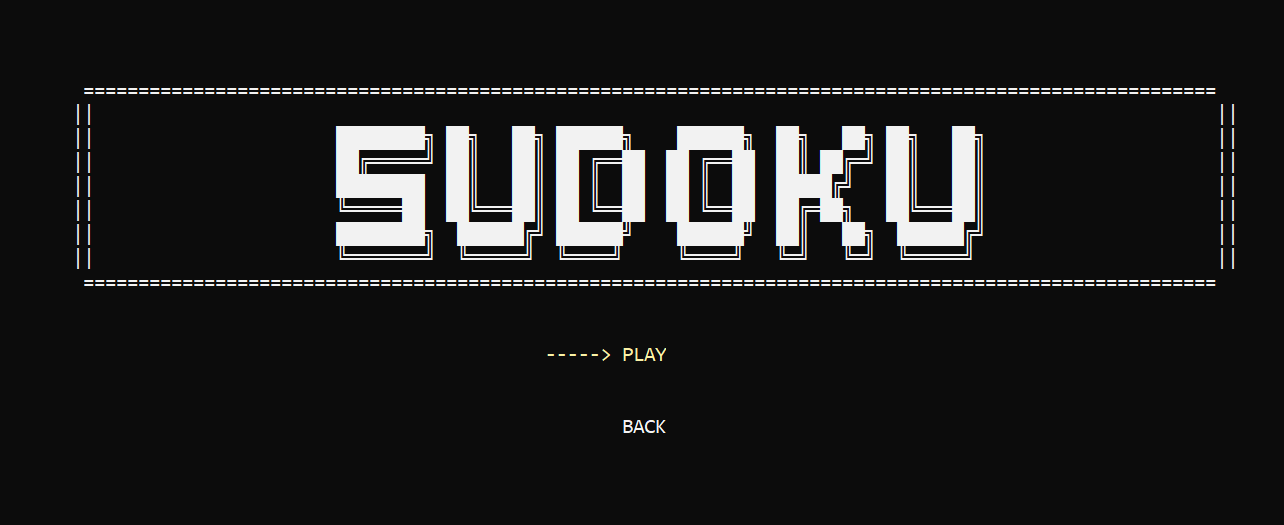 SUDOKU
-----> PLAY
BACK